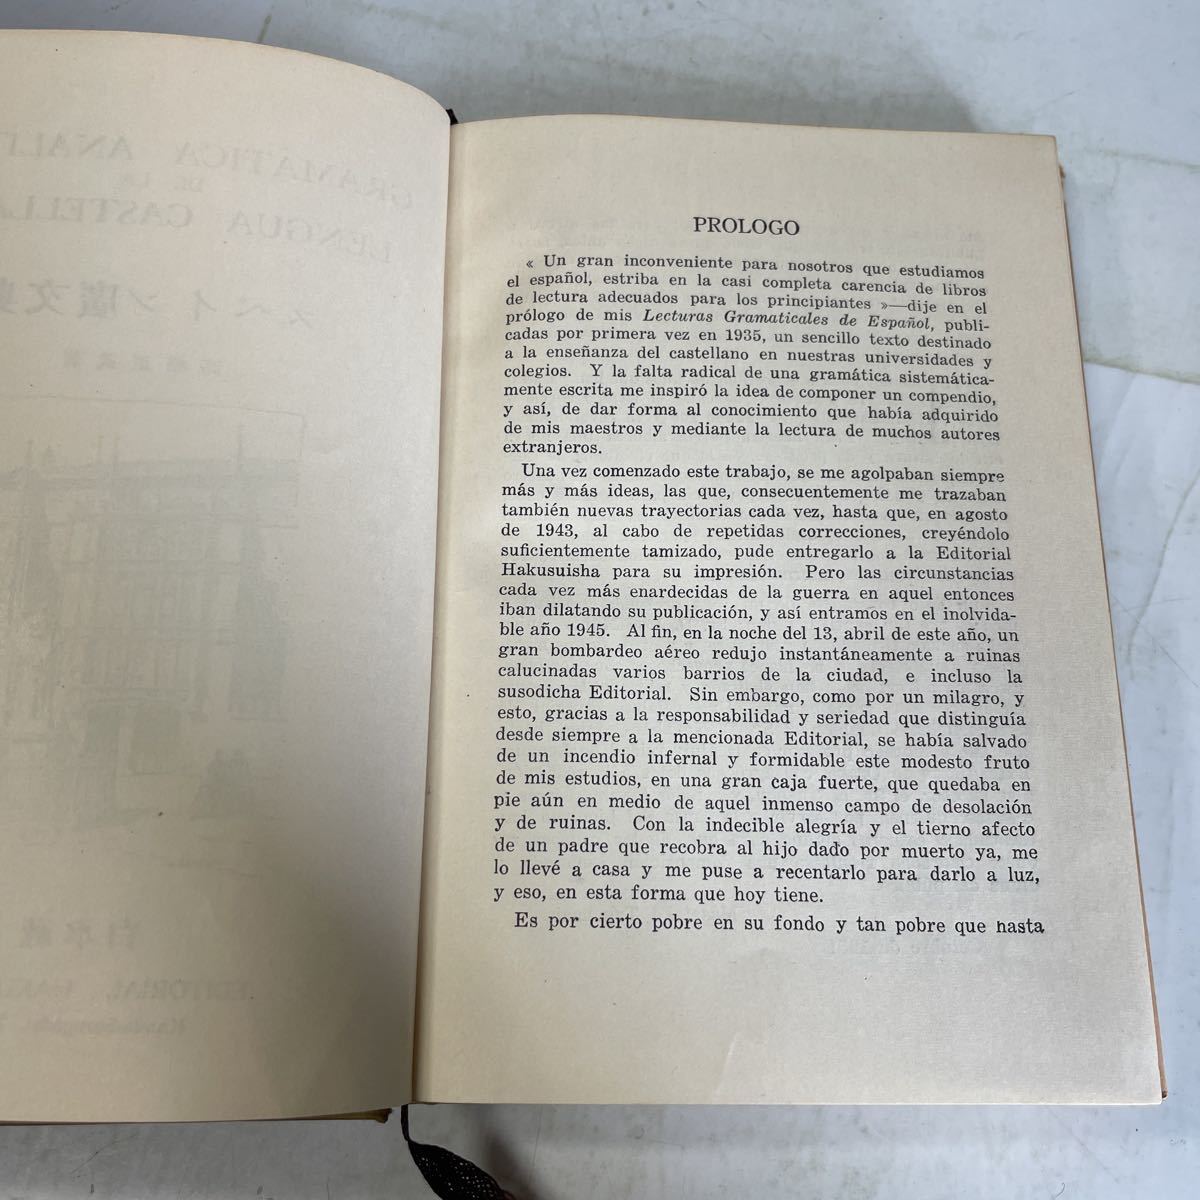 GRAMATICA
DE LA
LENGUA
PROLOGO
« Un gran inconveniente para nosotros que estudiamos
el español, estriba en la casi completa carencia de libros
de lectura adecuados para los principiantes »—dije en el
prólogo de mis Lecturas Gramaticales de Español, publi-
cadas por primera vez en 1935, un sencillo texto destinado
a la enseñanza del castellano en nuestras universidades y
colegios. Y la falta radical de una gramática sistemática-
mente escrita me inspiró la idea de componer un compendio,
y así, de dar forma al conocimiento que había adquirido
de mis maestros y mediante la lectura de muchos autores
extranjeros.
Una vez comenzado este trabajo, se me agolpaban siempre
más y más ideas, las que, consecuentemente me trazaban
también nuevas trayectorias cada vez, hasta que, en agosto
de 1943, al cabo de repetidas correcciones, creyéndolo
suficientemente tamizado, pude entregarlo a la Editorial
Hakusuisha para su impresión. Pero las circunstancias
cada vez más enardecidas de la guerra en aquel entonces
iban dilatando su publicación, y así entramos en el inolvida-
ble año 1945. Al fin, en la noche del 13, abril de este año, un
gran bombardeo aéreo redujo instantáneamente a ruinas
calucinadas varios barrios de la ciudad, e incluso la
susodicha Editorial. Sin embargo, como por un milagro, y
esto, gracias a la responsabilidad y seriedad que distinguía
desde siempre a la mencionada Editorial, se había salvado
de un incendio infernal y formidable este modesto fruto
de mis estudios, en una gran caja fuerte, que quedaba en
pie aún en medio de aquel inmenso campo de desolación
y de ruinas. Con la indecible alegría y el tierno afecto
de un padre que recobra al hijo dado por muerto ya, me
lo llevé a casa y me puse a recentarlo para darlo a luz,
y eso, en esta forma que hoy tiene.
Es por cierto pobre en su fondo y tan pobre que hasta